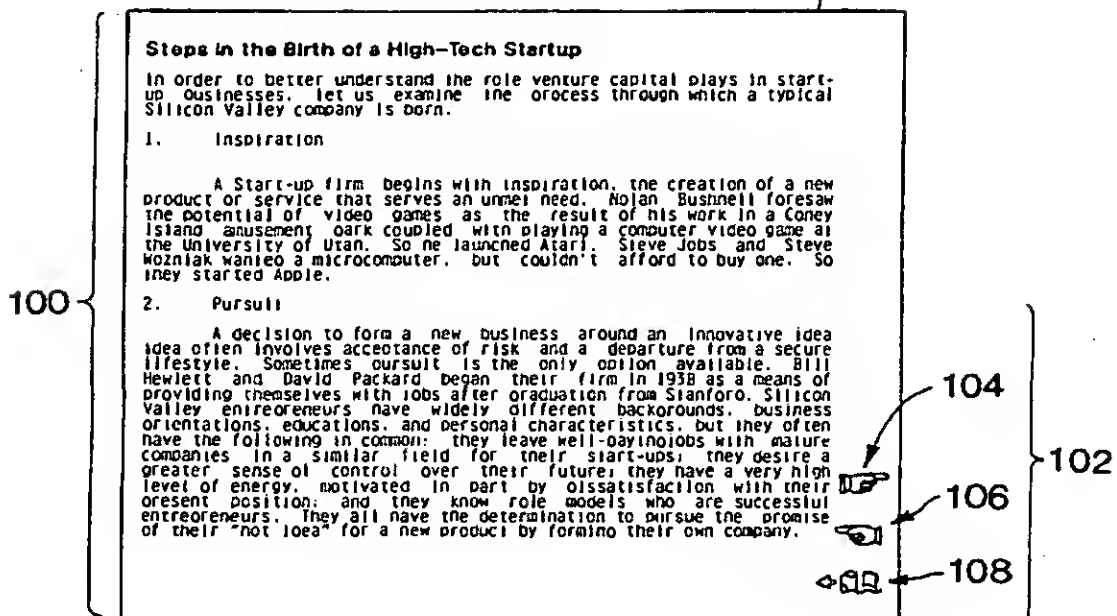 Steps in the Birth of a High-Tech Startup
In order to better understand the role venture capital plays in start-
up businesses, let us examine the process through which a typical
Silicon Valley company is born.
1. Inspiration
A Start-up firm begins with inspiration, the creation of a new
product or service that serves an unmet need. Nolan Bushnell foresaw
the potential of video games as the result of his work in a Coney
Island amusement park coupled with playing a computer video game at
the University of Utah. So he launched Atari. Steve Jobs and Steve
Wozniak wanted a microcomputer, but couldn't afford to buy one. So
they started Apple.
100
2. Pursuit
A decision to form a new business around an innovative idea
idea often involves acceptance of risk and a departure from a secure
lifestyle. Sometimes pursuit is the only option available. Bill
Hewlett and David Packard began their firm in 1938 as a means of
providing themselves with jobs after graduation from Stanford. Silicon
Valley entrepreneurs have widely different backgrounds, business
orientations, educations, and personal characteristics, but they often
have the following in common: they leave well-paying jobs with mature
companies in a similar field for their start-ups; they desire a
greater sense of control over their future; they have a very high
level of energy, motivated in part by dissatisfaction with their
present position; and they know role models who are successful
entrepreneurs. They all have the determination to pursue the promise
of their "hot idea" for a new product by forming their own company.
104
102
106
108